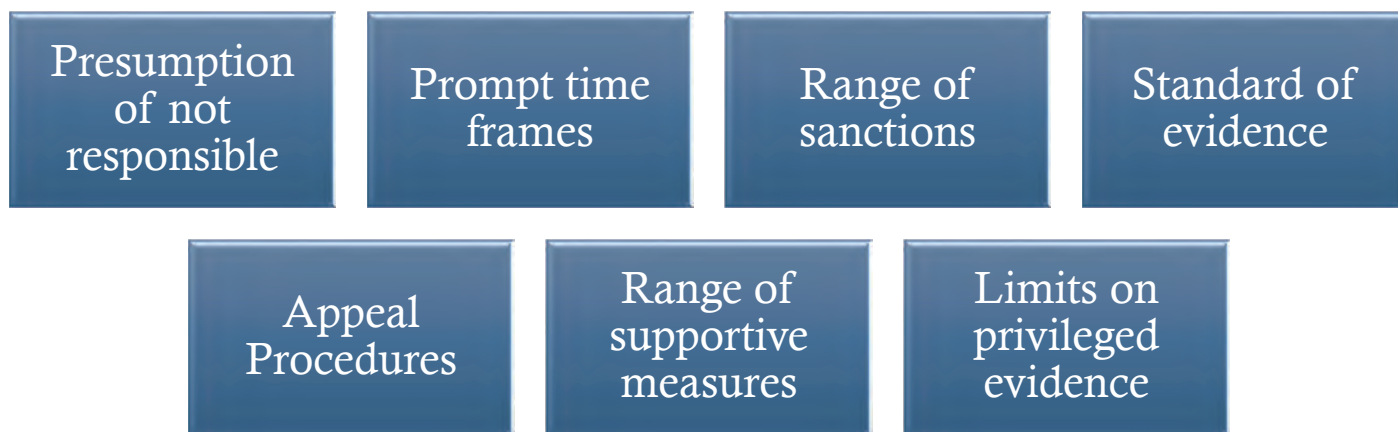 Presumption
of not
responsible
Prompt time
frames
Range of
sanctions
Standard of
evidence
Appeal
Procedures
Range of
supportive
measures
Limits on
privileged
evidence